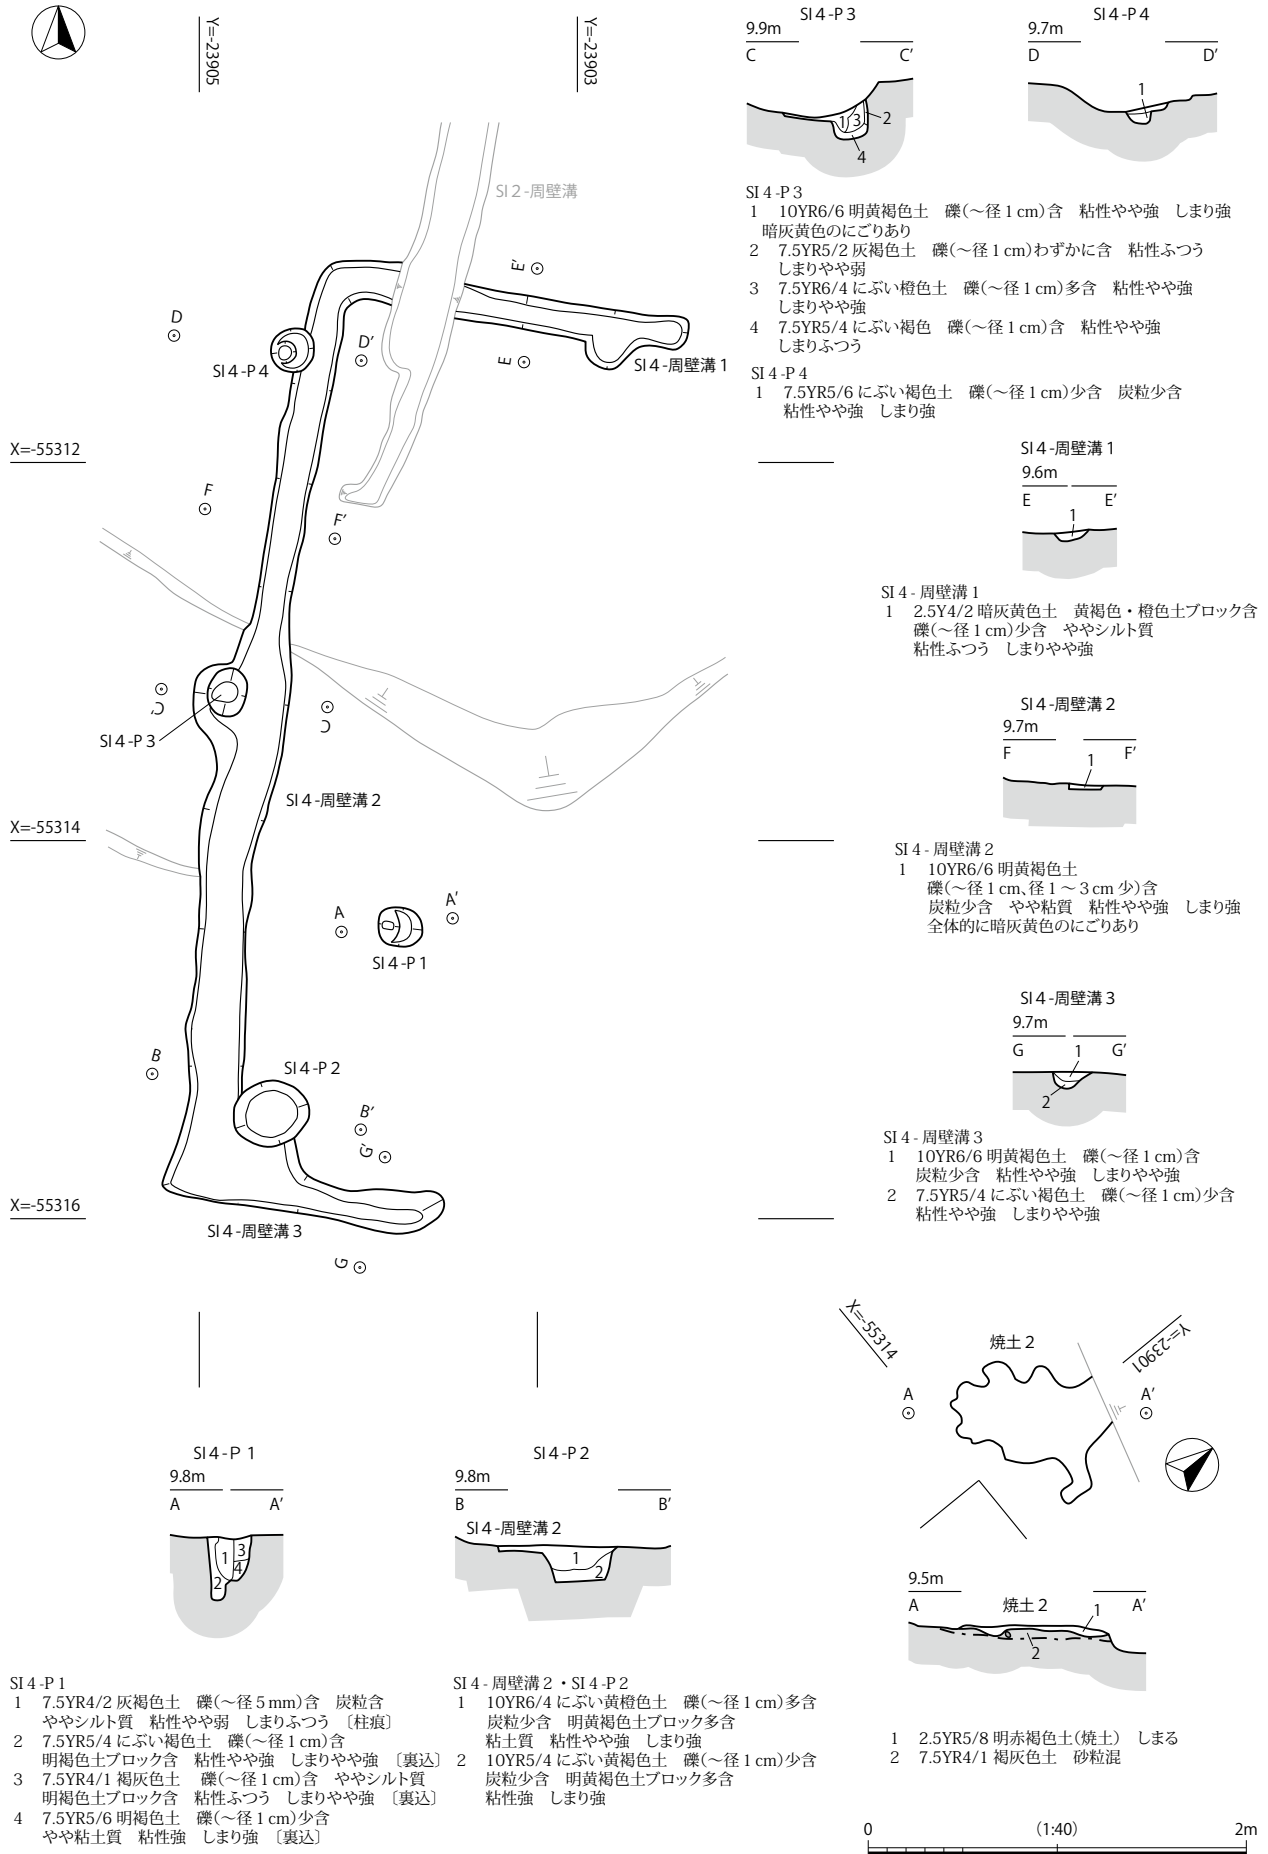 Y=-23905
Y=-23903
SI 2 -周壁溝
E′
E
D
D′
SI 4 -P 4
SI 4 -周壁溝 1
X=-55312
F
F′
C′
C
SI 4 -P 3
SI 4 -周壁溝 2
X=-55314
A
A′
SI 4 -P 1
B
SI 4 -P 2
B′
G′
X=-55316
SI 4 -周壁溝 3
G
SI 4 -P 3
9.9m
C C′
1 3 2
4
SI 4 -P 4
9.7m
D D′
1
SI 4 -P 3
1 10YR6/6 明黄褐色土 礫(~径 1 cm)含 粘性やや強 しまり強
暗灰黄色のにごりあり
2 7.5YR5/2 灰褐色土 礫(~径 1 cm)わずかに含 粘性ふつう
しまりやや弱
3 7.5YR6/4 にぶい橙色土 礫(~径 1 cm)多含 粘性やや強
しまりやや強
4 7.5YR5/4 にぶい褐色 礫(~径 1 cm)含 粘性やや強
しまりふつう
SI 4 -P 4
1 7.5YR5/6 にぶい褐色土 礫(~径 1 cm)少含 炭粒少含
粘性やや強 しまり強
SI 4 -周壁溝 1
9.6m
E E′
1
SI 4 - 周壁溝 1
1 2.5Y4/2 暗灰黄色土 黄褐色・橙色土ブロック含
礫(~径 1 cm)少含 ややシルト質
粘性ふつう しまりやや強
SI 4 -周壁溝 2
9.7m
F F′
1
SI 4 - 周壁溝 2
1 10YR6/6 明黄褐色土
礫(~径 1 cm、径 1 ~ 3 cm 少)含
炭粒少含 やや粘質 粘性やや強 しまり強
全体的に暗灰黄色のにごりあり
SI 4 -周壁溝 3
9.7m
G G′
1
2
SI 4 - 周壁溝 3
1 10YR6/6 明黄褐色土 礫(~径 1 cm)含
炭粒少含 粘性やや強 しまりやや強
2 7.5YR5/4 にぶい褐色土 礫(~径 1 cm)少含
粘性やや強 しまりやや強
X=-55314
Y=-23901
焼土 2
A A′
SI 4 -P 1
9.8m
A A′
1 3
4
2
SI 4 -P 2
9.8m
B B′
SI 4 -周壁溝 2
1
2
9.5m
A 焼土 2 A′
1
2
SI 4 -P 1
1 7.5YR4/2 灰褐色土 礫(~径 5 mm)含 炭粒含
ややシルト質 粘性やや弱 しまりふつう 〔柱痕〕
2 7.5YR5/4 にぶい褐色土 礫(~径 1 cm)含
明褐色土ブロック含 粘性やや強 しまりやや強 〔裏込〕
3 7.5YR4/1 褐灰色土 礫(~径 1 cm)含 ややシルト質
明褐色土ブロック含 粘性ふつう しまりやや強 〔裏込〕
4 7.5YR5/6 明褐色土 礫(~径 1 cm)少含
やや粘土質 粘性強 しまり強 〔裏込〕
SI 4 - 周壁溝 2 ・SI 4 -P 2
1 10YR6/4 にぶい黄橙色土 礫(~径 1 cm)多含
炭粒少含 明黄褐色土ブロック多含
粘土質 粘性やや強 しまり強
2 10YR5/4 にぶい黄褐色土 礫(~径 1 cm)少含
炭粒少含 明黄褐色土ブロック多含
粘性強 しまり強
1 2.5YR5/8 明赤褐色土(焼土) しまる
2 7.5YR4/1 褐灰色土 砂粒混
0 (1:40) 2m